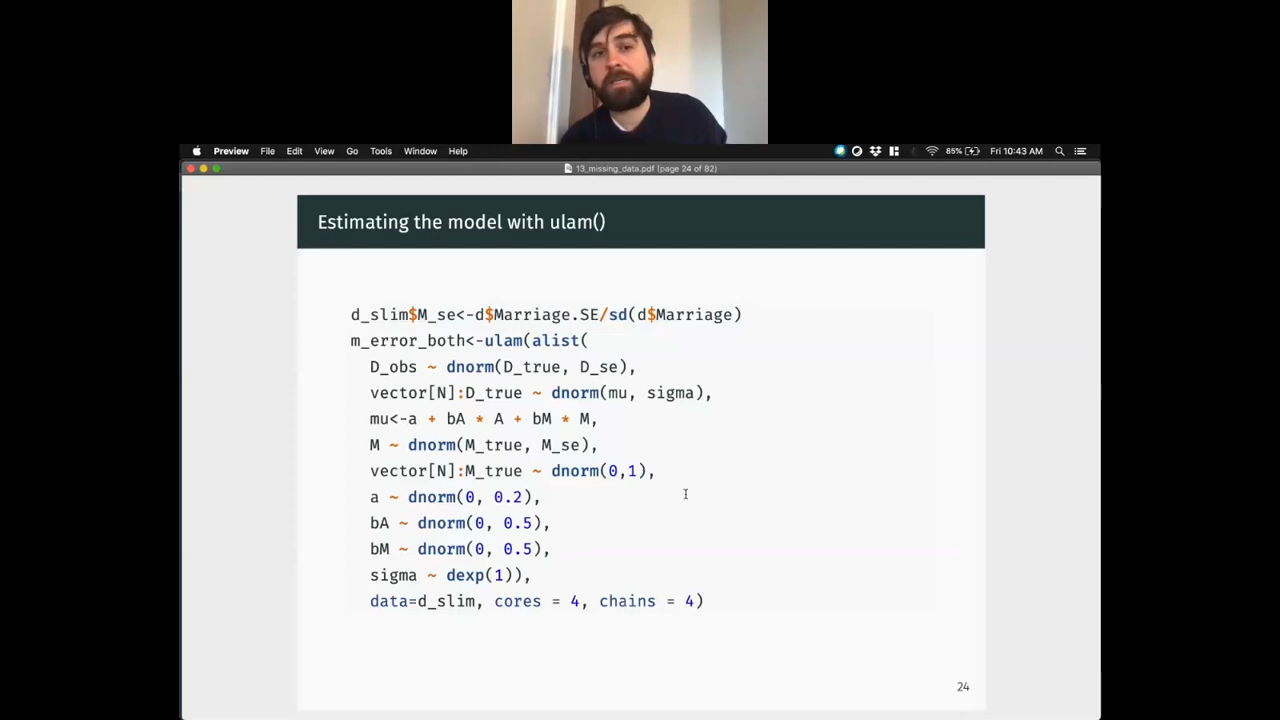 Preview File Edit View Go Tools Window Help 85% Fri 10:43 AM
13_missing_data.pdf (page 24 of 82)
Estimating the model with ulam()
d_slim$M_se<-d$Marriage.SE/sd(d$Marriage)
m_error_both<-ulam(alist(
D_obs ~ dnorm(D_true, D_se),
vector[N]:D_true ~ dnorm(mu, sigma),
mu<-a + bA * A + bM * M,
M ~ dnorm(M_true, M_se),
vector[N]:M_true ~ dnorm(0,1),
a ~ dnorm(0, 0.2),
bA ~ dnorm(0, 0.5),
bM ~ dnorm(0, 0.5),
sigma ~ dexp(1)),
data=d_slim, cores = 4, chains = 4)
24